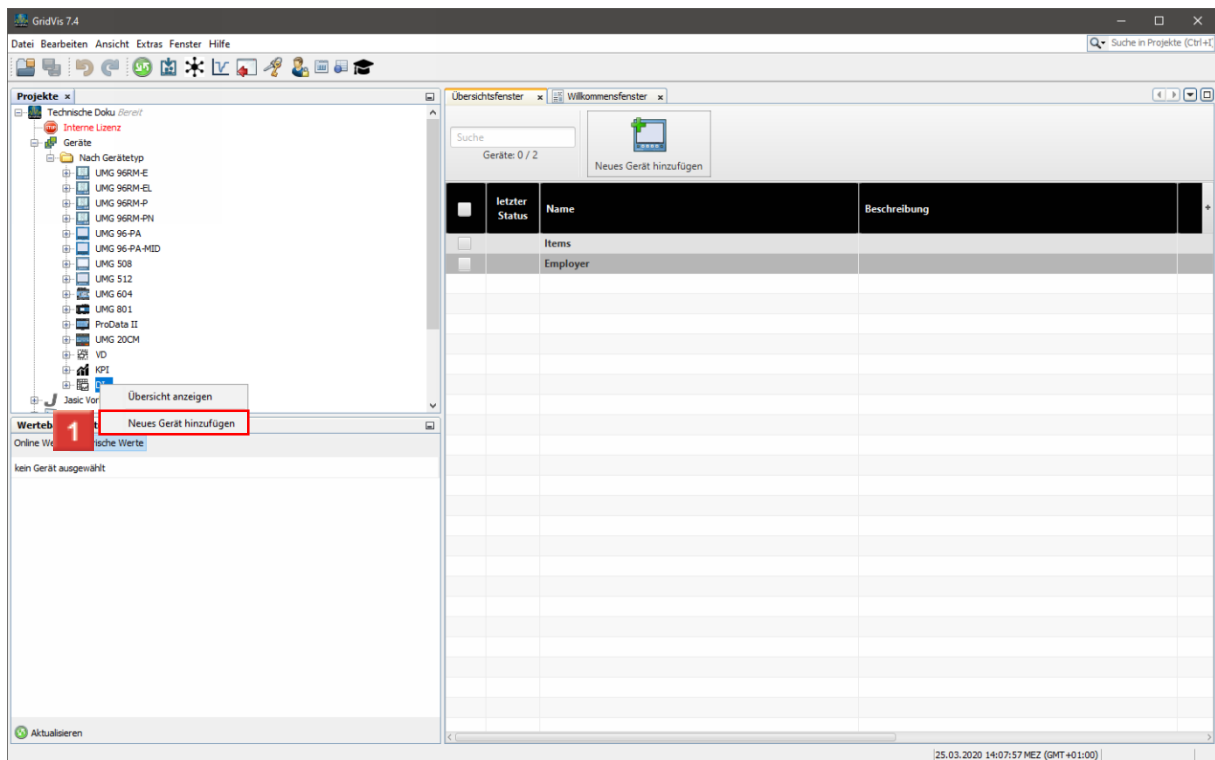 GridVis 7.4
Datei Bearbeiten Ansicht Extras Fenster Hilfe
Suche in Projekte (Ctrl+I
Projekte
Technische Doku Bereit
Interne Lizenz
Geräte
Nach Gerätetyp
UMG 96RM-E
UMG 96RM-EL
UMG 96RM-P
UMG 96RM-PN
UMG 96-PA
UMG 96-PA-MID
UMG 508
UMG 512
UMG 604
UMG 801
ProData II
UMG 20CM
VD
KPI
Jasic Vor
Übersicht anzeigen
Neues Gerät hinzufügen
1
Werteb
Online We
ische Werte
kein Gerät ausgewählt
Aktualisieren
Übersichtsfenster
Willkommensfenster
Suche
Geräte: 0 / 2
Neues Gerät hinzufügen
letzter Status
Name
Beschreibung
Items
Employer
25.03.2020 14:07:57 MEZ (GMT+01:00)